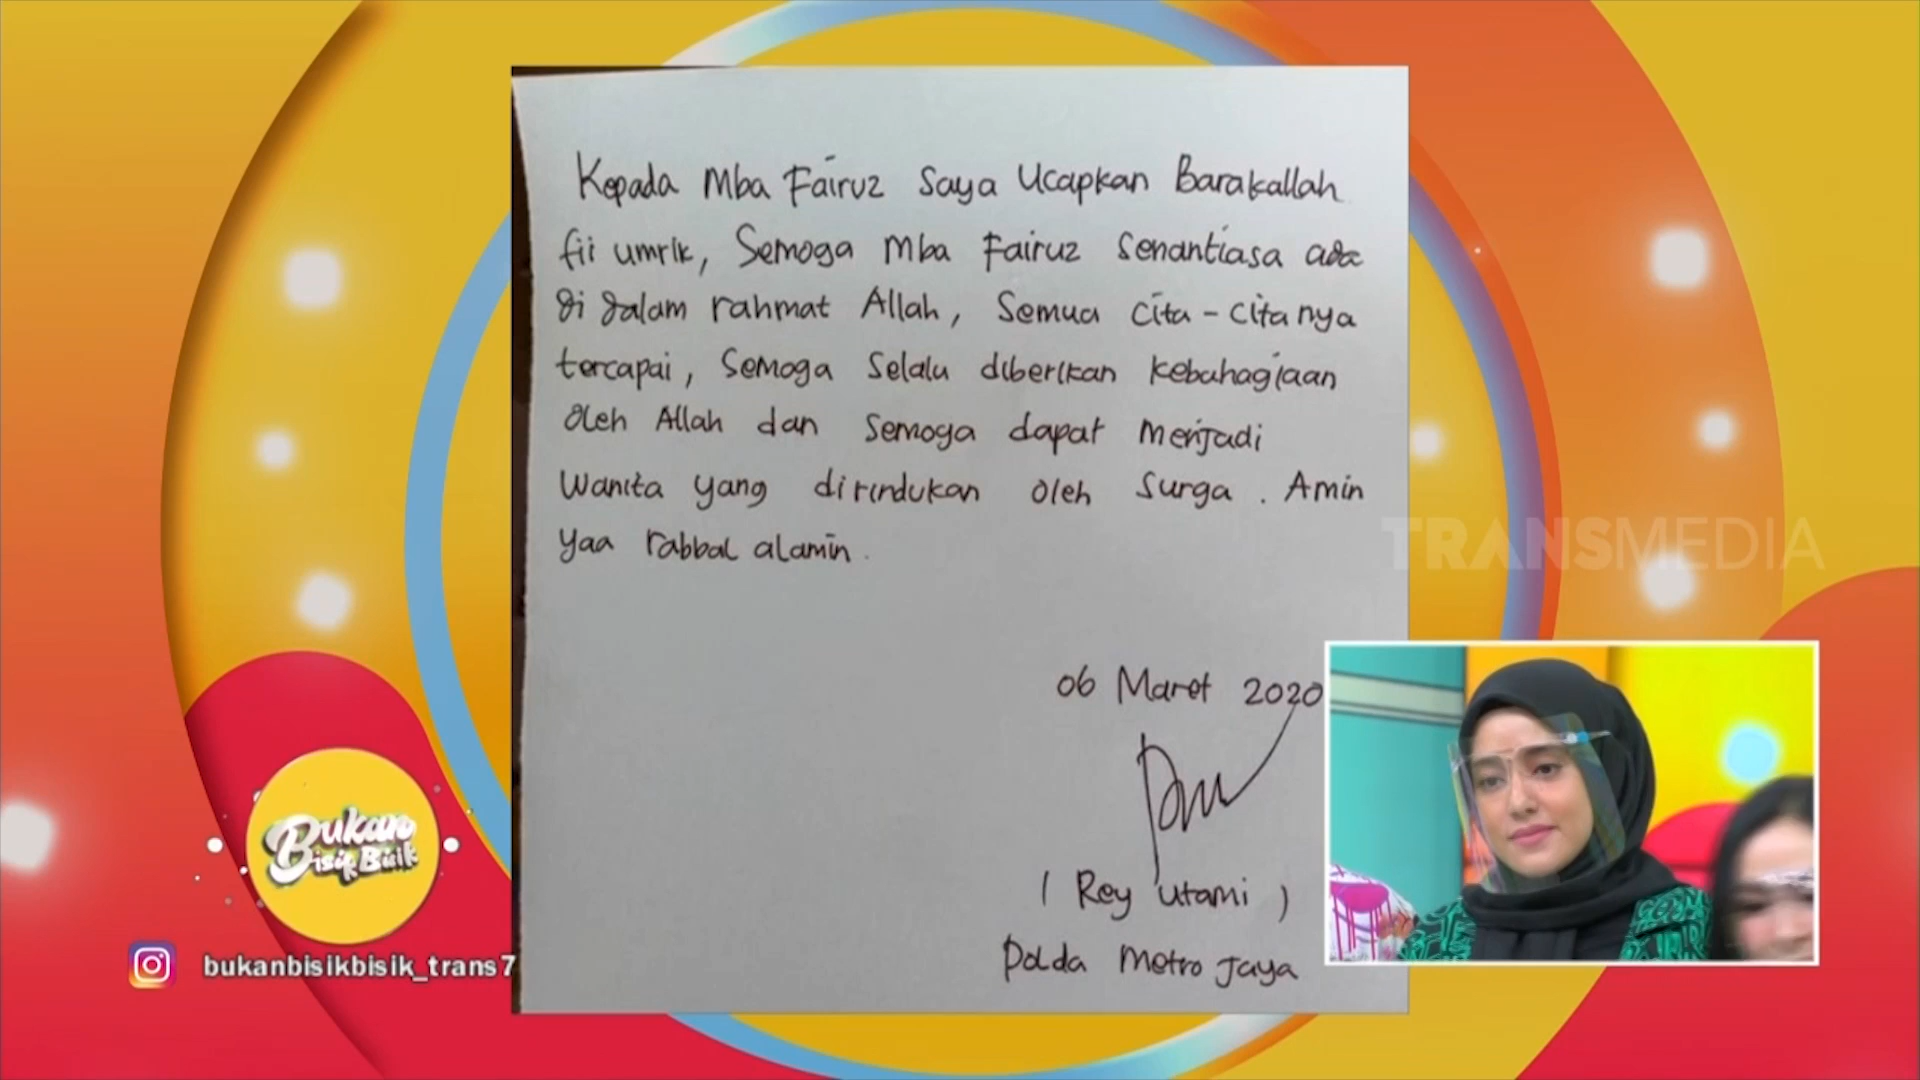 Kepada Mba Fairuz Saya Ucapkan Barakallah
fii umrik, Semoga Mba Fairuz Senantiasa ada
di dalam rahmat Allah, Semua Cita-Citanya
tercapai, Semoga Selalu diberikan kebahagiaan
Oleh Allah dan Semoga dapat Menjadi
Wanita yang dirindukan Oleh Surga. Amin
yaa rabbal alamin.
TRANSMEDIA
06 Maret 2020
(Rey Utami)
Polda Metro Jaya
Bukan
Bisik Bisik
bukanbisikbisik_trans7